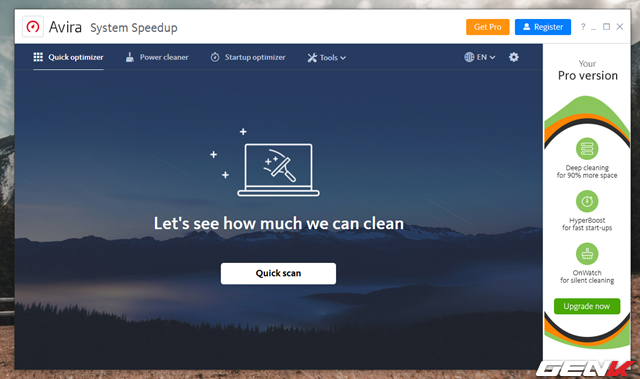 Avira System Speedup
Get Pro
Register
?
Quick optimizer
Power cleaner
Startup optimizer
Tools
EN
Let's see how much we can clean
Quick scan
Your
Pro version
Deep cleaning
for 90% more space
HyperBoost
for fast start-ups
OnWatch
for silent cleaning
Upgrade now
GENK